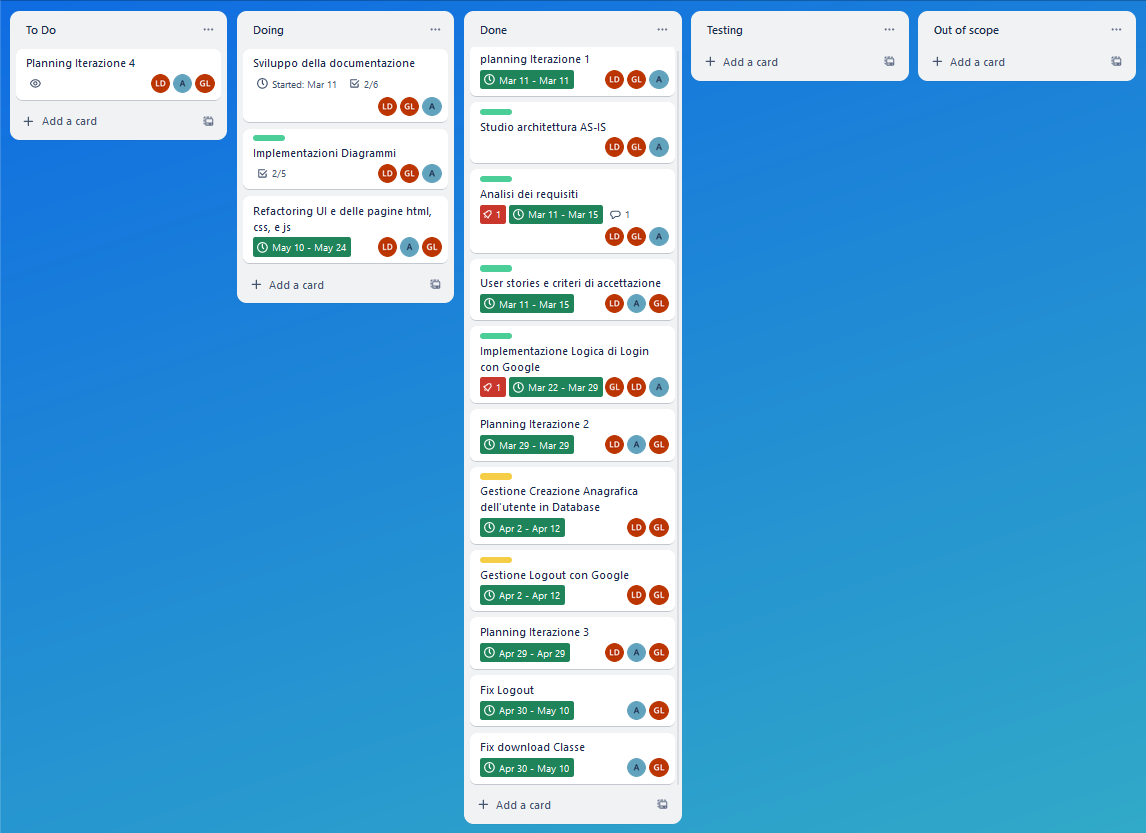 To Do
Planning Iterazione 4
LD A GL
+ Add a card
Doing
Sviluppo della documentazione
Started: Mar 11 2/6
LD GL A
Implementazioni Diagrammi
2/5 LD GL A
Refactoring UI e delle pagine html,
css, e js
May 10 - May 24 LD A GL
+ Add a card
Done
planning Iterazione 1
Mar 11 - Mar 11 LD GL A
Studio architettura AS-IS
LD GL A
Analisi dei requisiti
1 Mar 11 - Mar 15 1
LD GL A
User stories e criteri di accettazione
Mar 11 - Mar 15 LD A GL
Implementazione Logica di Login
con Google
1 Mar 22 - Mar 29 GL LD A
Planning Iterazione 2
Mar 29 - Mar 29 LD A GL
Gestione Creazione Anagrafica
dell'utente in Database
Apr 2 - Apr 12 LD GL
Gestione Logout con Google
Apr 2 - Apr 12 LD GL
Planning Iterazione 3
Apr 29 - Apr 29 LD A GL
Fix Logout
Apr 30 - May 10 A GL
Fix download Classe
Apr 30 - May 10 A GL
+ Add a card
Testing
+ Add a card
Out of scope
+ Add a card